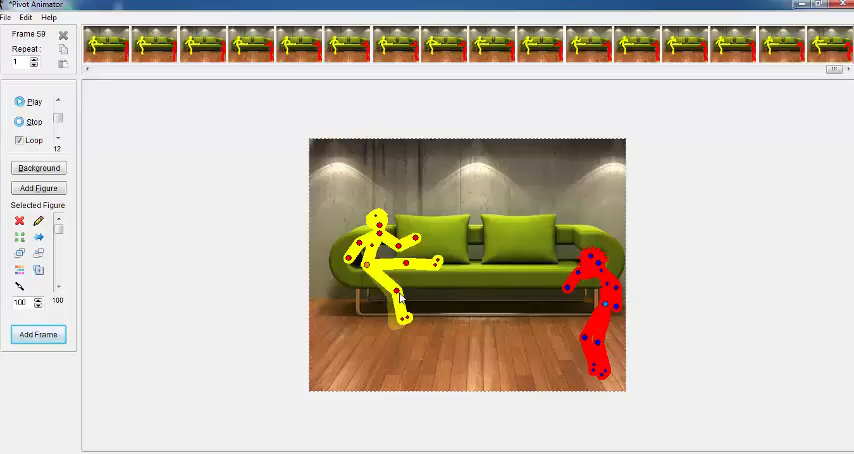 *Pivot Animator
File Edit Help
Frame 59
Repeat:
1
Play
Stop
Loop
12
Background
Add Figure
Selected Figure
100
100
Add Frame